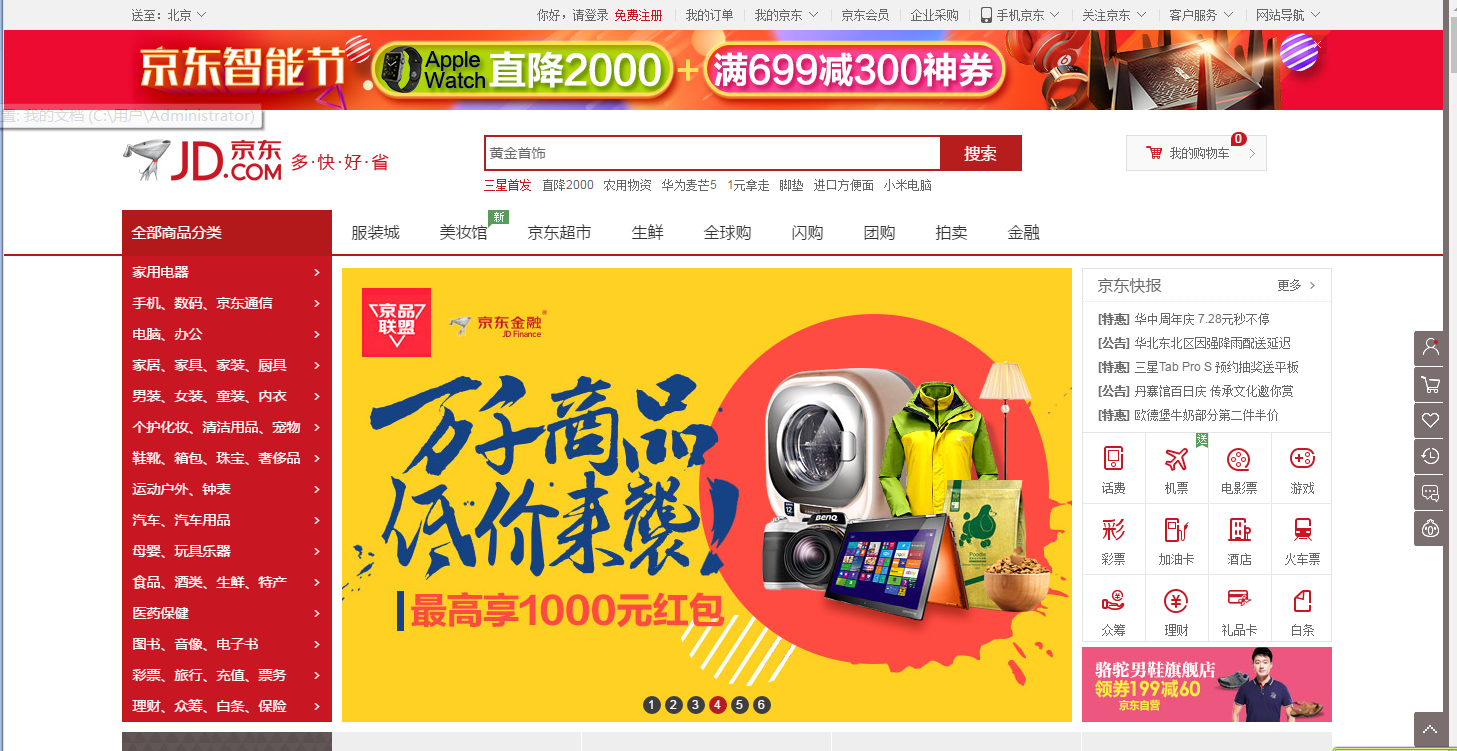 送至：北京
你好，请登录 免费注册 我的订单 我的京东 京东会员 企业采购 手机京东 关注京东 客户服务 网站导航
京东智能节 Apple Watch 直降2000 + 满699减300神券
置: 我的文档 (C:\用户\Administrator)
JD.COM 京东 多·快·好·省
黄金首饰 搜索
0
我的购物车
三星首发 直降2000 农用物资 华为麦芒5 1元拿走 脚垫 进口方便面 小米电脑
全部商品分类 服装城 美妆馆 新 京东超市 生鲜 全球购 闪购 团购 拍卖 金融
家用电器
手机、数码、京东通信
电脑、办公
家居、家具、家装、厨具
男装、女装、童装、内衣
个护化妆、清洁用品、宠物
鞋靴、箱包、珠宝、奢侈品
运动户外、钟表
汽车、汽车用品
母婴、玩具乐器
食品、酒类、生鲜、特产
医药保健
图书、音像、电子书
彩票、旅行、充值、票务
理财、众筹、白条、保险
京品联盟
京东金融
JD Finance
万千商品
低价来袭!
最高享1000元红包
BENQ
12
Poodle
1 2 3 4 5 6
京东快报 更多
[特惠] 华中周年庆 7.28元秒不停
[公告] 华北东北区因强降雨配送延迟
[特惠] 三星Tab Pro S 预约抽奖送平板
[公告] 丹寨馆百日庆 传承文化邀你赏
[特惠] 欧德堡牛奶部分第二件半价
送
话费 机票 电影票 游戏
彩
彩票 加油卡 酒店 火车票
众筹 理财 礼品卡 白条
骆驼男鞋旗舰店
领券199减60
京东自营